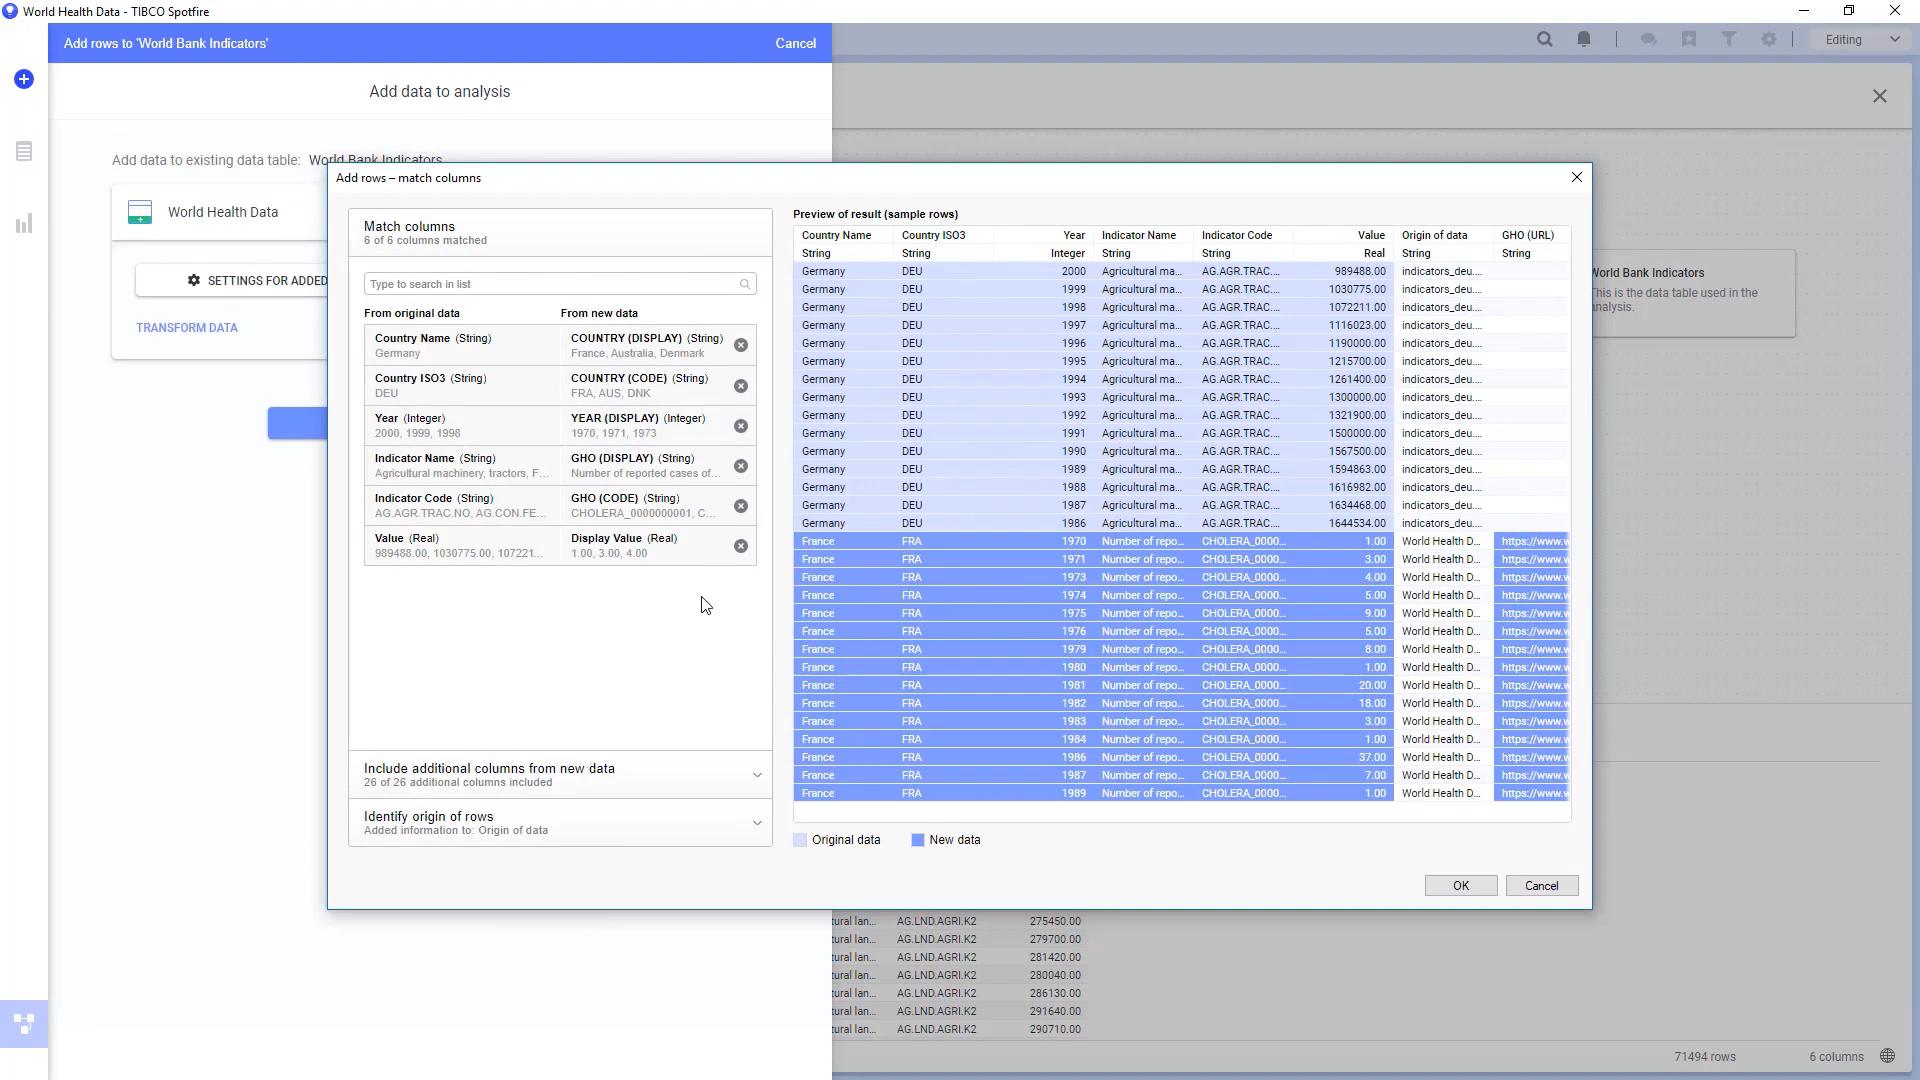 World Health Data - TIBCO Spotfire
Add rows to 'World Bank Indicators'
Cancel
Editing
Add data to analysis
Add data to existing data table: World Bank Indicators
World Health Data
SETTINGS FOR ADDED
TRANSFORM DATA
World Bank Indicators
This is the data table used in the
analysis.
Add rows – match columns
Match columns
6 of 6 columns matched
Type to search in list
From original data From new data
Country Name (String) COUNTRY (DISPLAY) (String)
Germany France, Australia, Denmark
Country ISO3 (String) COUNTRY (CODE) (String)
DEU FRA, AUS, DNK
Year (Integer) YEAR (DISPLAY) (Integer)
2000, 1999, 1998 1970, 1971, 1973
Indicator Name (String) GHO (DISPLAY) (String)
Agricultural machinery, tractors, F... Number of reported cases of...
Indicator Code (String) GHO (CODE) (String)
AG.AGR.TRAC.NO, AG.CON.FE... CHOLERA_0000000001, C...
Value (Real) Display Value (Real)
989488.00, 1030775.00, 107221... 1.00, 3.00, 4.00
Include additional columns from new data
26 of 26 additional columns included
Identify origin of rows
Added information to: Origin of data
Preview of result (sample rows)
Country Name Country ISO3 Year Indicator Name Indicator Code Value Origin of data GHO (URL)
String String Integer String String Real String String
Germany DEU 2000 Agricultural ma... AG.AGR.TRAC.... 989488.00 indicators_deu....
Germany DEU 1999 Agricultural ma... AG.AGR.TRAC.... 1030775.00 indicators_deu....
Germany DEU 1998 Agricultural ma... AG.AGR.TRAC.... 1072211.00 indicators_deu....
Germany DEU 1997 Agricultural ma... AG.AGR.TRAC.... 1116023.00 indicators_deu....
Germany DEU 1996 Agricultural ma... AG.AGR.TRAC.... 1190000.00 indicators_deu....
Germany DEU 1995 Agricultural ma... AG.AGR.TRAC.... 1215700.00 indicators_deu....
Germany DEU 1994 Agricultural ma... AG.AGR.TRAC.... 1261400.00 indicators_deu....
Germany DEU 1993 Agricultural ma... AG.AGR.TRAC.... 1300000.00 indicators_deu....
Germany DEU 1992 Agricultural ma... AG.AGR.TRAC.... 1321900.00 indicators_deu....
Germany DEU 1991 Agricultural ma... AG.AGR.TRAC.... 1500000.00 indicators_deu....
Germany DEU 1990 Agricultural ma... AG.AGR.TRAC.... 1567500.00 indicators_deu....
Germany DEU 1989 Agricultural ma... AG.AGR.TRAC.... 1594863.00 indicators_deu....
Germany DEU 1988 Agricultural ma... AG.AGR.TRAC.... 1616982.00 indicators_deu....
Germany DEU 1987 Agricultural ma... AG.AGR.TRAC.... 1634468.00 indicators_deu....
Germany DEU 1986 Agricultural ma... AG.AGR.TRAC.... 1644534.00 indicators_deu....
France FRA 1970 Number of repo... CHOLERA_0000... 1.00 World Health D... https://www.w
France FRA 1971 Number of repo... CHOLERA_0000... 3.00 World Health D... https://www.w
France FRA 1973 Number of repo... CHOLERA_0000... 4.00 World Health D... https://www.w
France FRA 1974 Number of repo... CHOLERA_0000... 5.00 World Health D... https://www.w
France FRA 1975 Number of repo... CHOLERA_0000... 9.00 World Health D... https://www.w
France FRA 1976 Number of repo... CHOLERA_0000... 5.00 World Health D... https://www.w
France FRA 1979 Number of repo... CHOLERA_0000... 8.00 World Health D... https://www.w
France FRA 1980 Number of repo... CHOLERA_0000... 1.00 World Health D... https://www.w
France FRA 1981 Number of repo... CHOLERA_0000... 20.00 World Health D... https://www.w
France FRA 1982 Number of repo... CHOLERA_0000... 18.00 World Health D... https://www.w
France FRA 1983 Number of repo... CHOLERA_0000... 3.00 World Health D... https://www.w
France FRA 1984 Number of repo... CHOLERA_0000... 1.00 World Health D... https://www.w
France FRA 1986 Number of repo... CHOLERA_0000... 37.00 World Health D... https://www.w
France FRA 1987 Number of repo... CHOLERA_0000... 7.00 World Health D... https://www.w
France FRA 1989 Number of repo... CHOLERA_0000... 1.00 World Health D... https://www.w
Original data New data
OK Cancel
tural lan... AG.LND.AGRI.K2 275450.00
tural lan... AG.LND.AGRI.K2 279700.00
tural lan... AG.LND.AGRI.K2 281420.00
tural lan... AG.LND.AGRI.K2 280040.00
tural lan... AG.LND.AGRI.K2 286130.00
tural lan... AG.LND.AGRI.K2 291640.00
tural lan... AG.LND.AGRI.K2 290710.00
71494 rows 6 columns